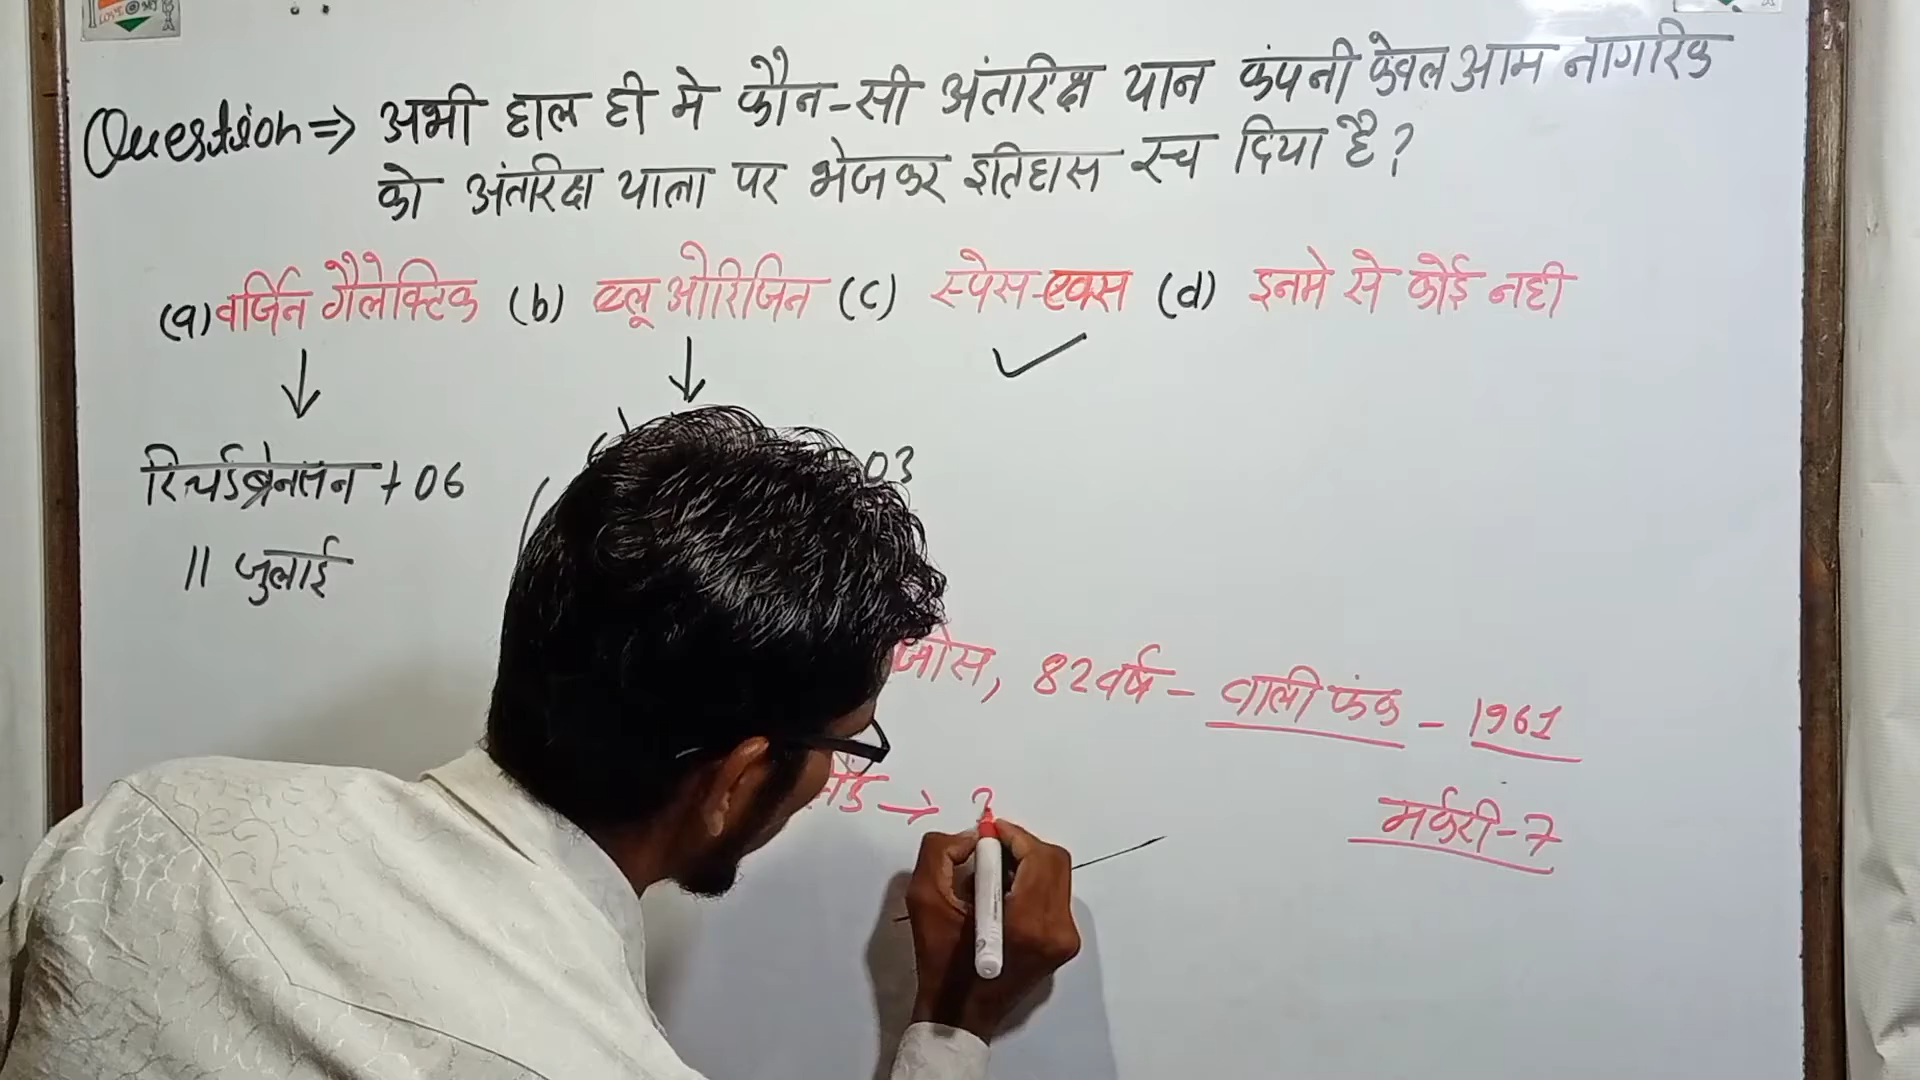 Question⇒ अभी हाल ही मे कौन-सी अंतरिक्ष यान कंपनी केवल आम नागरिक
को अंतरिक्ष यात्रा पर भेजकर इतिहास रच दिया है?
(a) वर्जिन गैलेक्टिक (b) ब्लू ओरिजिन (c) स्पेस-एक्स (d) इनमे से कोई नही
रिचर्ड ब्रेनसन + 06
03
11 जुलाई
जोस, 82 वर्ष - वाली फंक - 1961
मर्करी-7